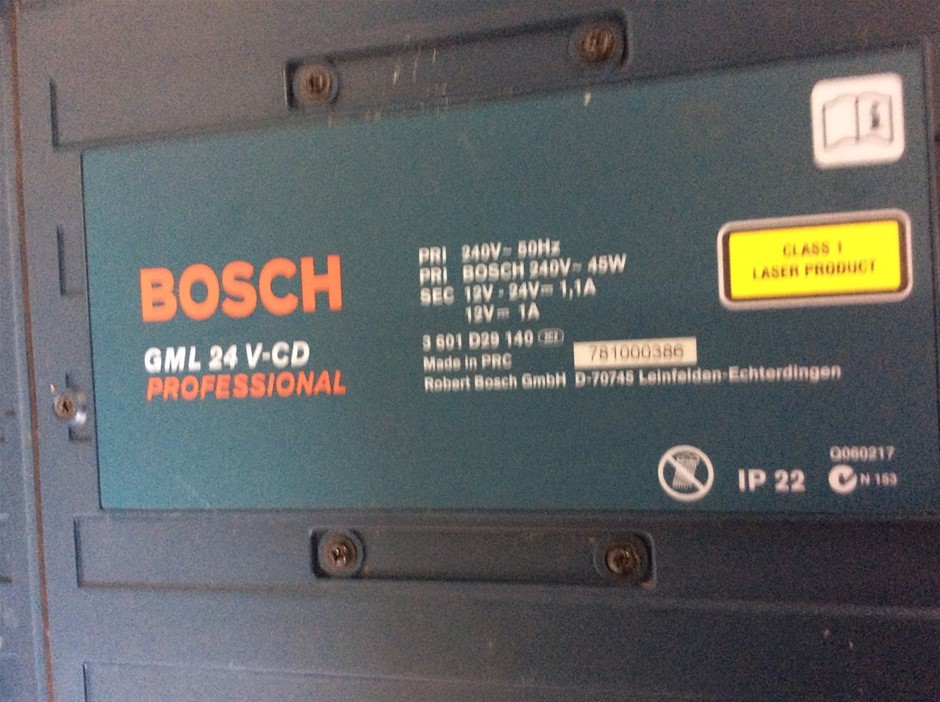 BOSCH
GML 24 V-CD
PROFESSIONAL
PRI 240V~ 50Hz
PRI BOSCH 240V~ 45W
SEC 12V - 24V⎓ 1,1A
12V⎓ 1A
3 601 D29 140
781000386
Made in PRC
Robert Bosch GmbH D-70745 Leinfelden-Echterdingen
CLASS 1
LASER PRODUCT
IP 22
Q060217
N 153